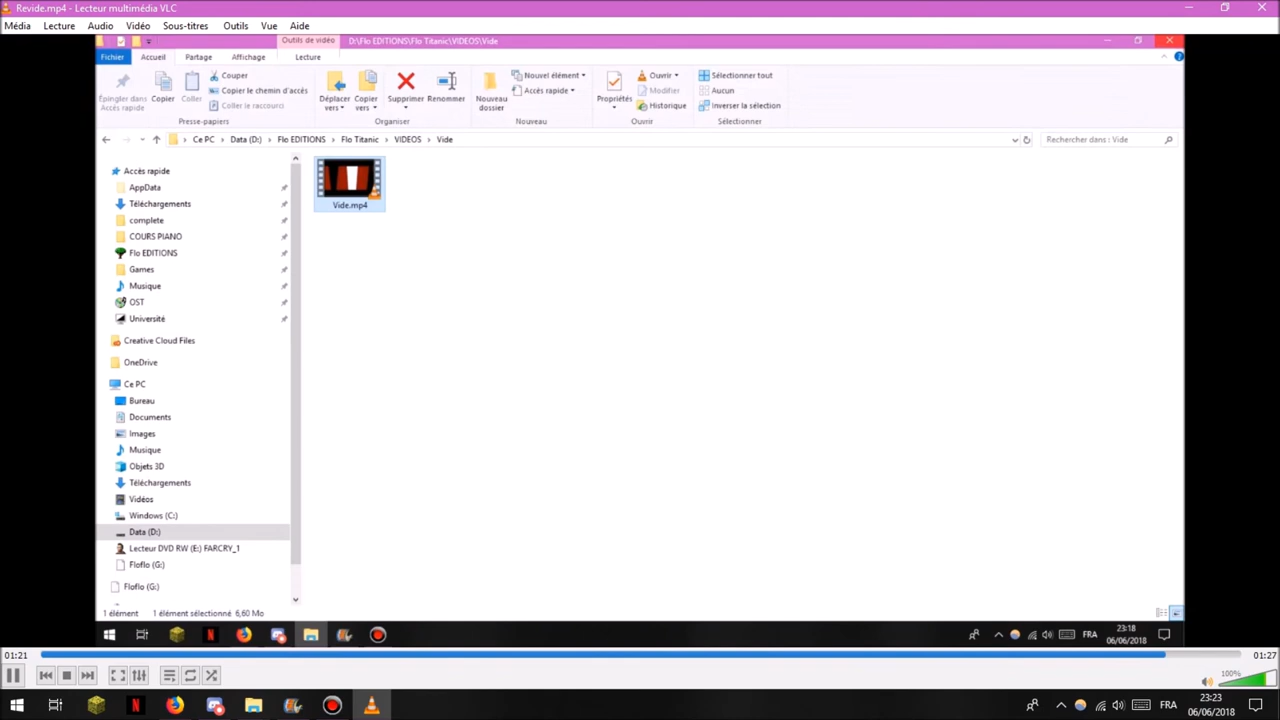 Revide.mp4 - Lecteur multimédia VLC
Média Lecture Audio Vidéo Sous-titres Outils Vue Aide
Outils de vidéo D:\Flo EDITIONS\Flo Titanic\VIDEOS\Vide
Fichier Accueil Partage Affichage Lecture
Épingler dans Accès rapide
Copier
Coller
Couper
Copier le chemin d'accès
Coller le raccourci
Presse-papiers
Déplacer vers
Copier vers
Supprimer
Renommer
Organiser
Nouveau dossier
Nouvel élément
Accès rapide
Nouveau
Propriétés
Ouvrir
Modifier
Historique
Ouvrir
Sélectionner tout
Aucun
Inverser la sélection
Sélectionner
Ce PC Data (D:) Flo EDITIONS Flo Titanic VIDEOS Vide
Rechercher dans : Vide
Accès rapide
AppData
Téléchargements
complete
COURS PIANO
Flo EDITIONS
Games
Musique
OST
Université
Creative Cloud Files
OneDrive
Ce PC
Bureau
Documents
Images
Musique
Objets 3D
Téléchargements
Vidéos
Windows (C:)
Data (D:)
Lecteur DVD RW (E:) FARCRY_1
Floflo (G:)
Floflo (G:)
Vide.mp4
1 élément 1 élément sélectionné 6,60 Mo
FRA 23:18
06/06/2018
01:21 01:27
100%
FRA 23:23
06/06/2018